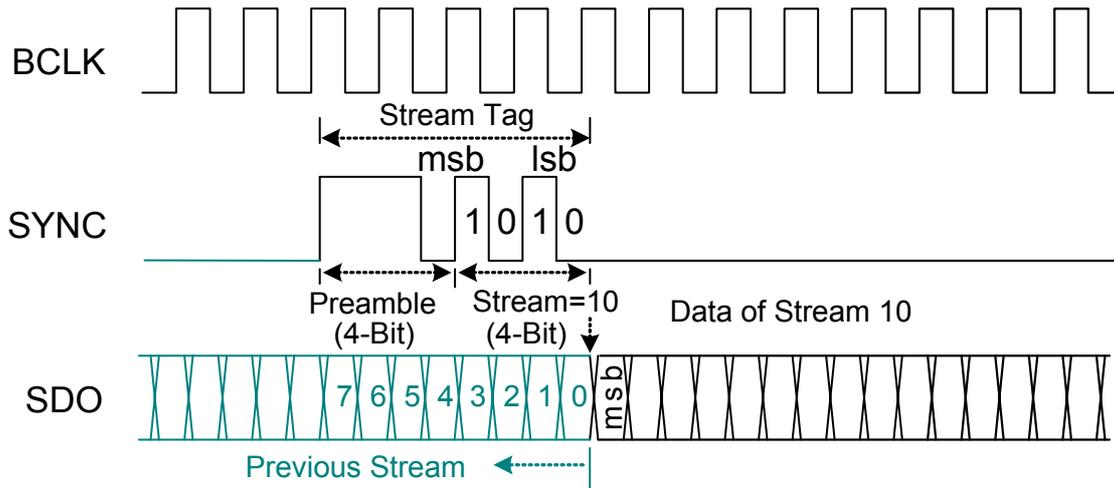 BCLK
Stream Tag
msb lsb
SYNC
1 0 1 0
Preamble
(4-Bit)
Stream=10
(4-Bit)
Data of Stream 10
SDO
7 6 5 4 3 2 1 0 msb
Previous Stream